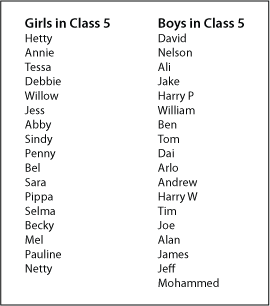 Girls in Class 5
Hetty
Annie
Tessa
Debbie
Willow
Jess
Abby
Sindy
Penny
Bel
Sara
Pippa
Selma
Becky
Mel
Pauline
Netty
Boys in Class 5
David
Nelson
Ali
Jake
Harry P
William
Ben
Tom
Dai
Arlo
Andrew
Harry W
Tim
Joe
Alan
James
Jeff
Mohammed